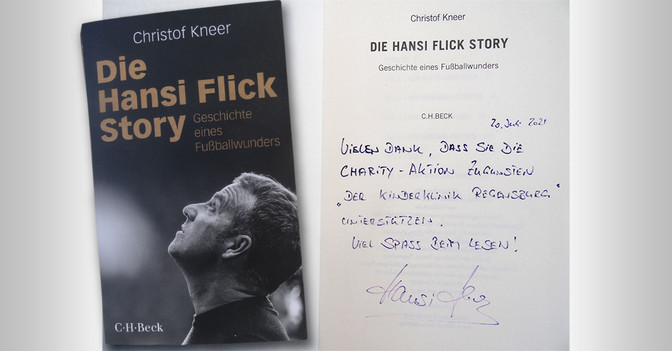 Christof Kneer
Die
Hansi Flick
Story
Geschichte
eines
Fußballwunders
C·H·Beck
Christof Kneer
DIE HANSI FLICK STORY
Geschichte eines Fußballwunders
C.H.BECK
20. Juli 2021
VIELEN DANK, DASS SIE DIE
CHARITY-AKTION ZUGUNSTEN
"DER KINDERKLINIK REGENSBURG"
UNTERSTÜTZEN.
VIEL SPASS BEIM LESEN!
Hansi Flick